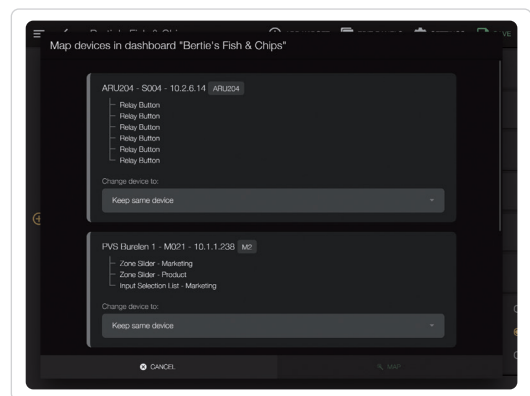 Map devices in dashboard "Bertie's Fish & Chips"
ARU204 - S004 - 10.2.6.14 ARU204
Relay Button
Relay Button
Relay Button
Relay Button
Relay Button
Relay Button
Change device to:
Keep same device
PVS Burelen 1 - M021 - 10.1.1.238 M2
Zone Slider - Marketing
Zone Slider - Product
Input Selection List - Marketing
Change device to:
Keep same device
CANCEL
MAP